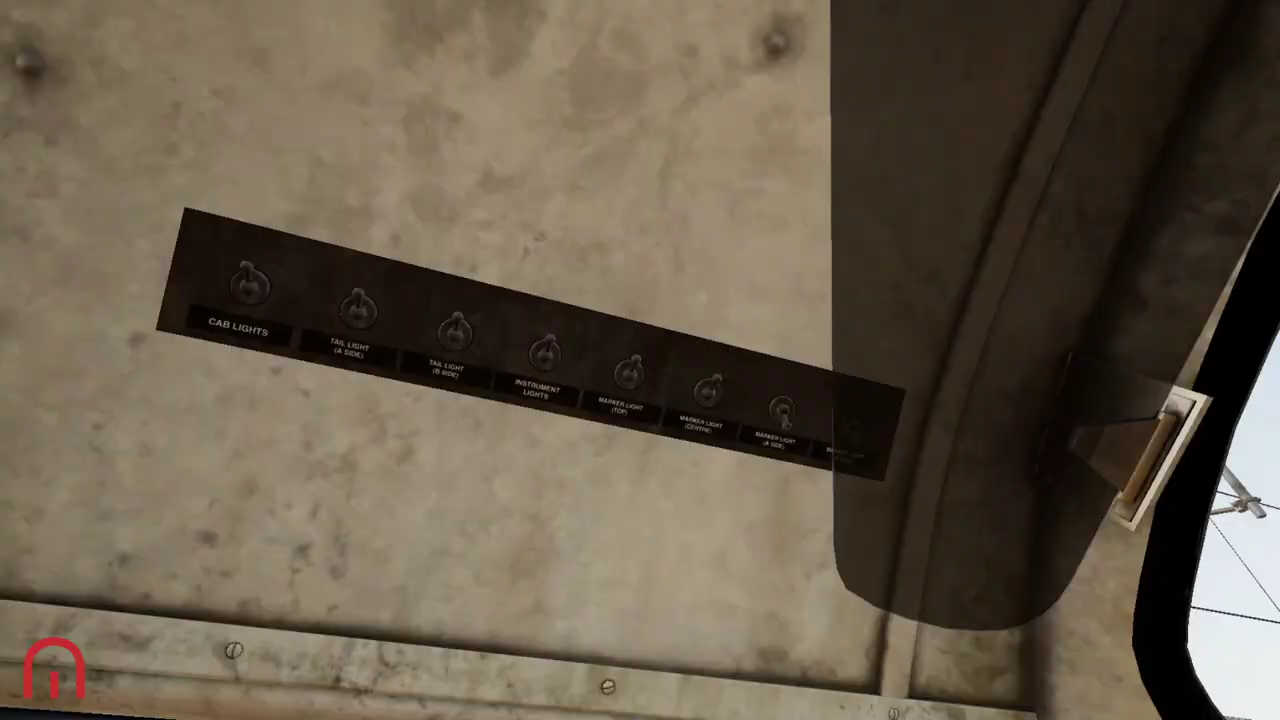 CAB LIGHTS
TAIL LIGHT
(A SIDE)
TAIL LIGHT
(B SIDE)
INSTRUMENT
LIGHTS
MARKER LIGHT
(TOP)
MARKER LIGHT
(CENTRE)
MARKER LIGHT
(A SIDE)